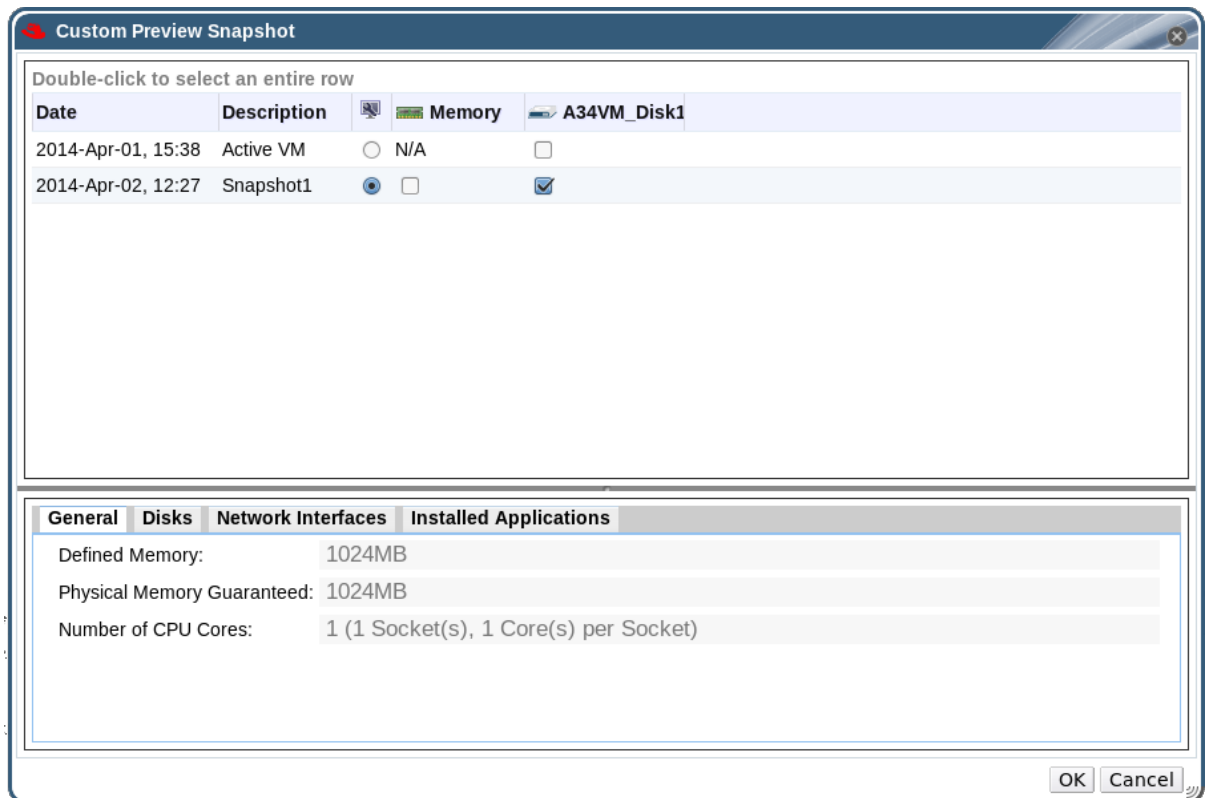 Custom Preview Snapshot
Double-click to select an entire row
Date Description Memory A34VM_Disk1
2014-Apr-01, 15:38 Active VM N/A
2014-Apr-02, 12:27 Snapshot1
General Disks Network Interfaces Installed Applications
Defined Memory: 1024MB
Physical Memory Guaranteed: 1024MB
Number of CPU Cores: 1 (1 Socket(s), 1 Core(s) per Socket)
OK Cancel